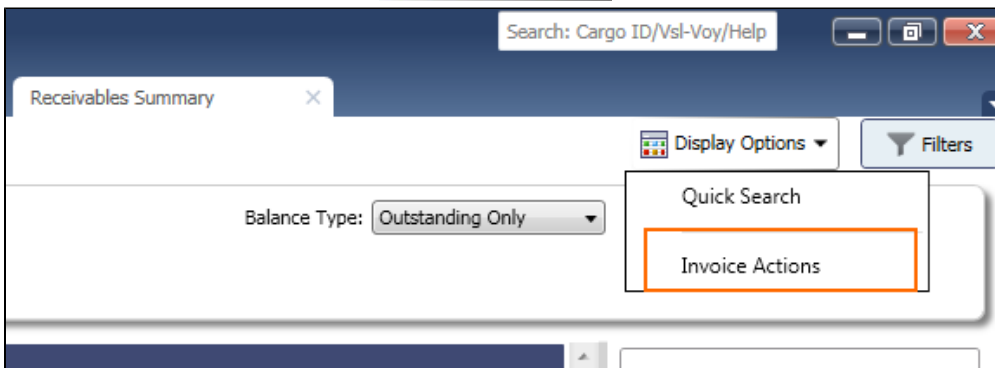 Search: Cargo ID/Vsl-Voy/Help
Receivables Summary
Display Options
Filters
Quick Search
Balance Type: Outstanding Only
Invoice Actions